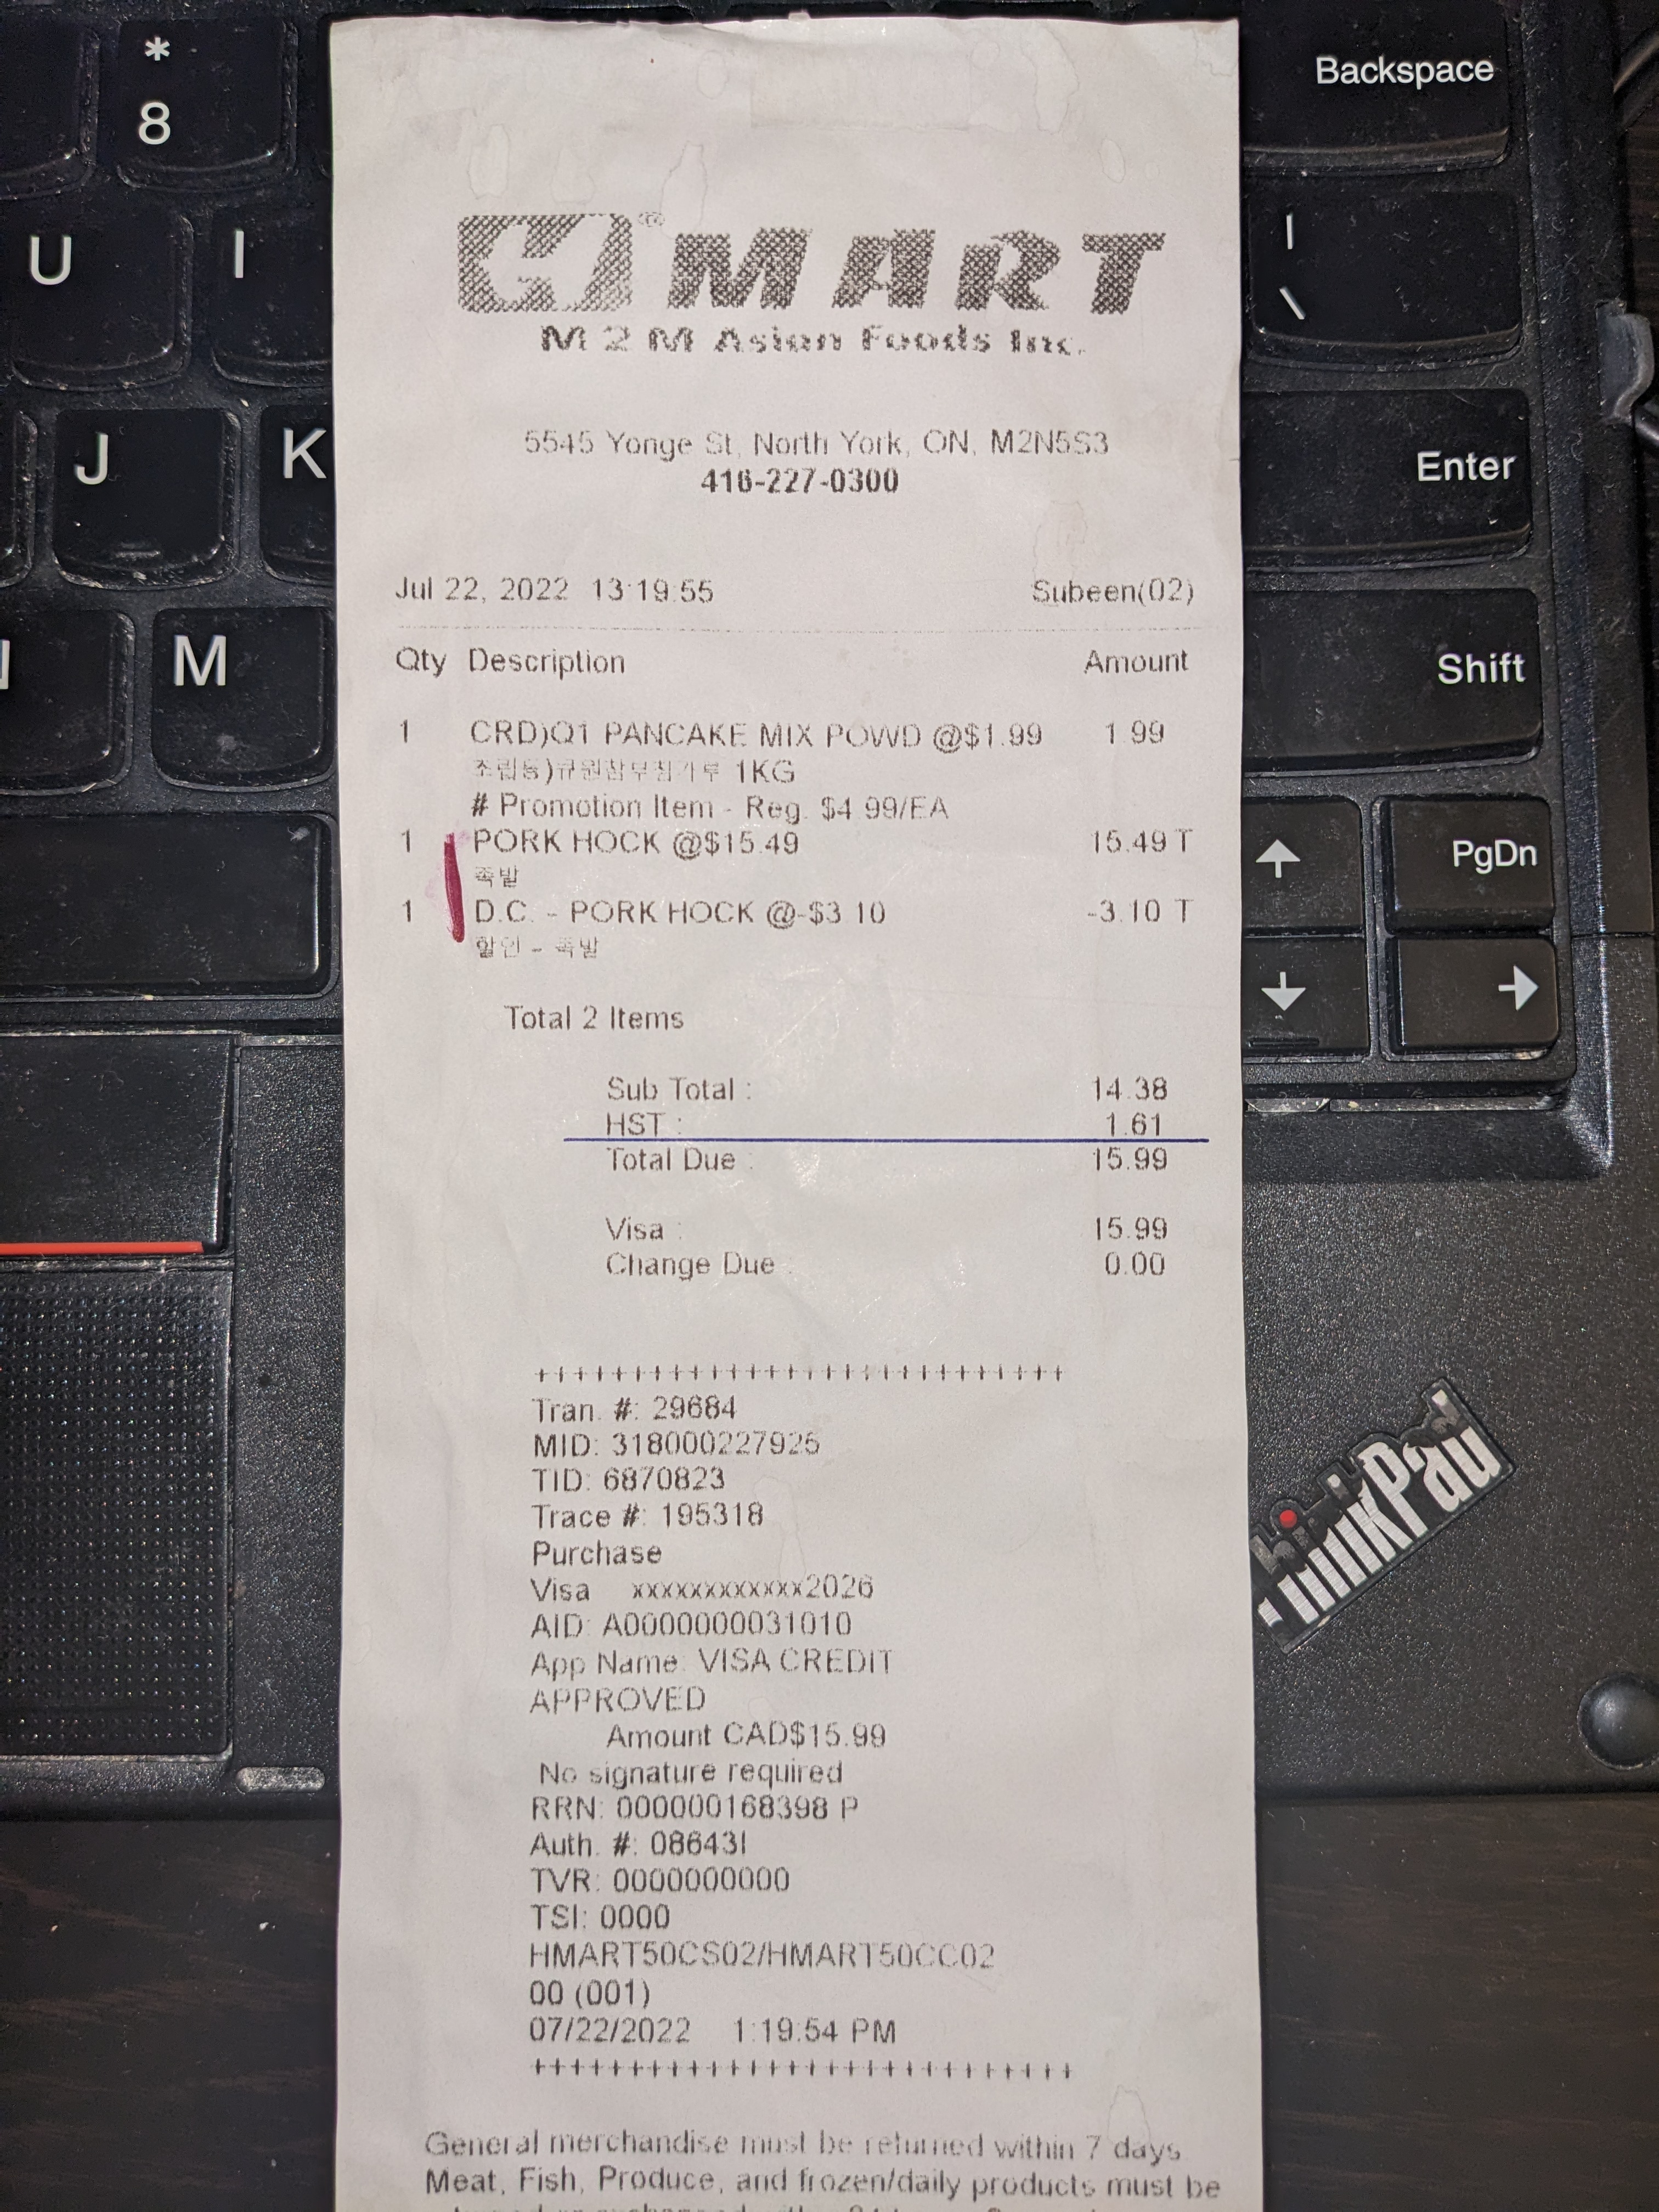 *
8
Backspace
U
I
|
\
J
K
Enter
M
Shift
PgDn
H MART
M 2 M Asian Foods Inc.
5545 Yonge St, North York, ON, M2N5S3
416-227-0300
Jul 22, 2022 13:19:55 Subeen(02)
Qty Description Amount
1 CRD)Q1 PANCAKE MIX POWD @$1.99 1.99
조립동)큐원찹부침가루 1KG
# Promotion Item - Reg. $4.99/EA
1 PORK HOCK @$15.49 15.49 T
족발
1 D.C. - PORK HOCK @-$3.10 -3.10 T
할인 - 족발
Total 2 Items
Sub Total : 14.38
HST : 1.61
Total Due : 15.99
Visa : 15.99
Change Due : 0.00
++++++++++++++++++++++++++++
Tran. #: 29684
MID: 318000227925
TID: 6870823
Trace #: 195318
Purchase
Visa xxxxxxxxxxxx2026
AID: A0000000031010
App Name: VISA CREDIT
APPROVED
Amount CAD$15.99
No signature required
RRN: 000000168398 P
Auth. #: 08643I
TVR: 0000000000
TSI: 0000
HMART50CS02/HMART50CC02
00 (001)
07/22/2022 1:19:54 PM
++++++++++++++++++++++++++++
General merchandise must be returned within 7 days
Meat, Fish, Produce, and frozen/daily products must be
ThinkPad